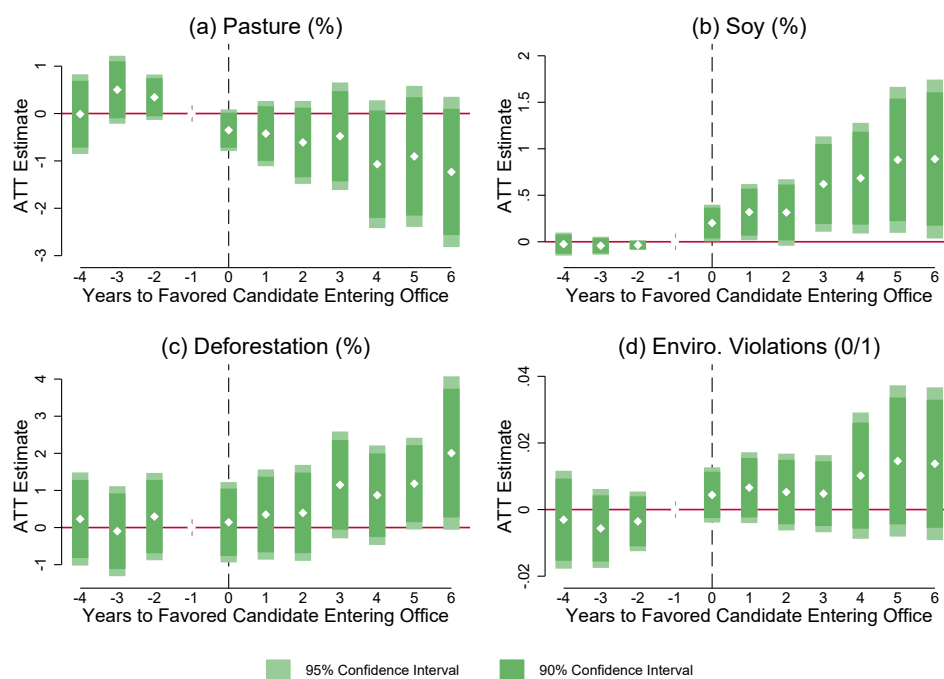 (a) Pasture (%)
ATT Estimate
1
0
-1
-2
-3
-4 -3 -2 -1 0 1 2 3 4 5 6
Years to Favored Candidate Entering Office
(b) Soy (%)
ATT Estimate
2
1.5
1
.5
0
-4 -3 -2 -1 0 1 2 3 4 5 6
Years to Favored Candidate Entering Office
(c) Deforestation (%)
ATT Estimate
4
3
2
1
0
-1
-4 -3 -2 -1 0 1 2 3 4 5 6
Years to Favored Candidate Entering Office
(d) Enviro. Violations (0/1)
ATT Estimate
.04
.02
0
-.02
-4 -3 -2 -1 0 1 2 3 4 5 6
Years to Favored Candidate Entering Office
95% Confidence Interval
90% Confidence Interval